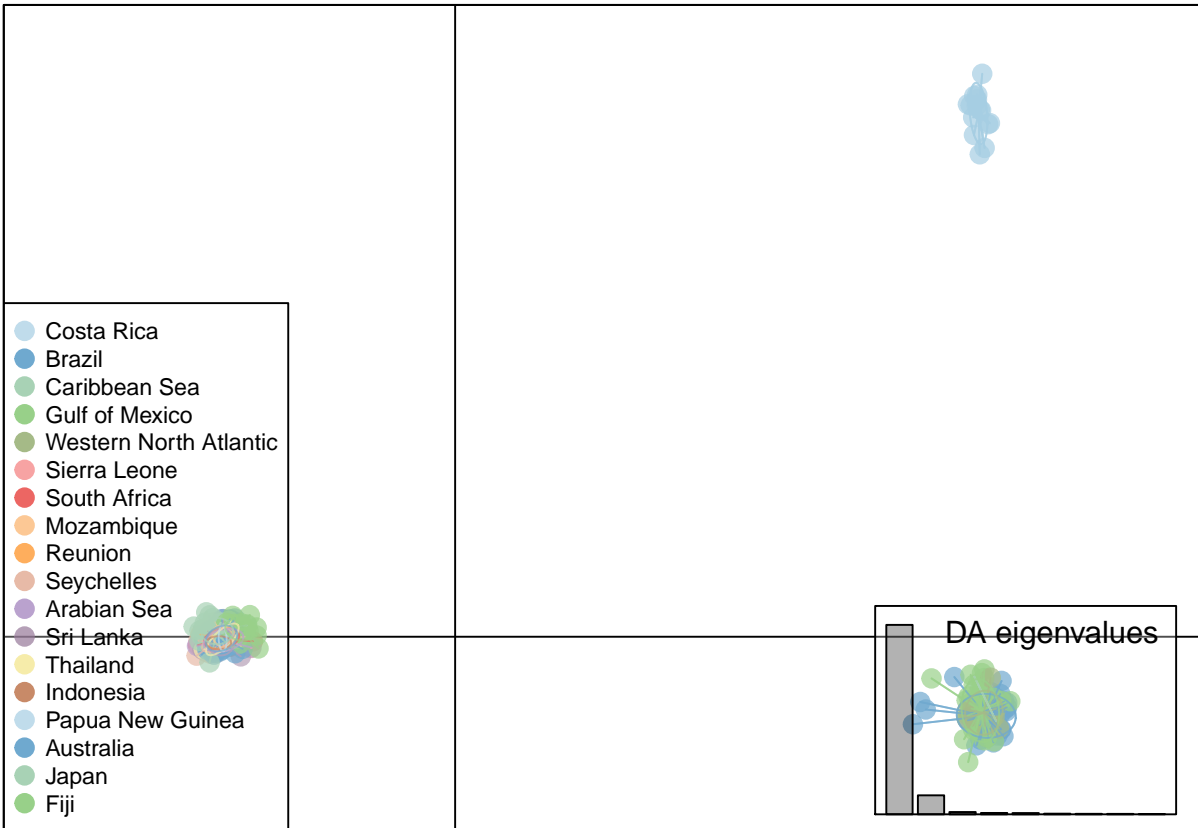 Costa Rica
Brazil
Caribbean Sea
Gulf of Mexico
Western North Atlantic
Sierra Leone
South Africa
Mozambique
Reunion
Seychelles
Arabian Sea
Sri Lanka
Thailand
Indonesia
Papua New Guinea
Australia
Japan
Fiji
DA eigenvalues